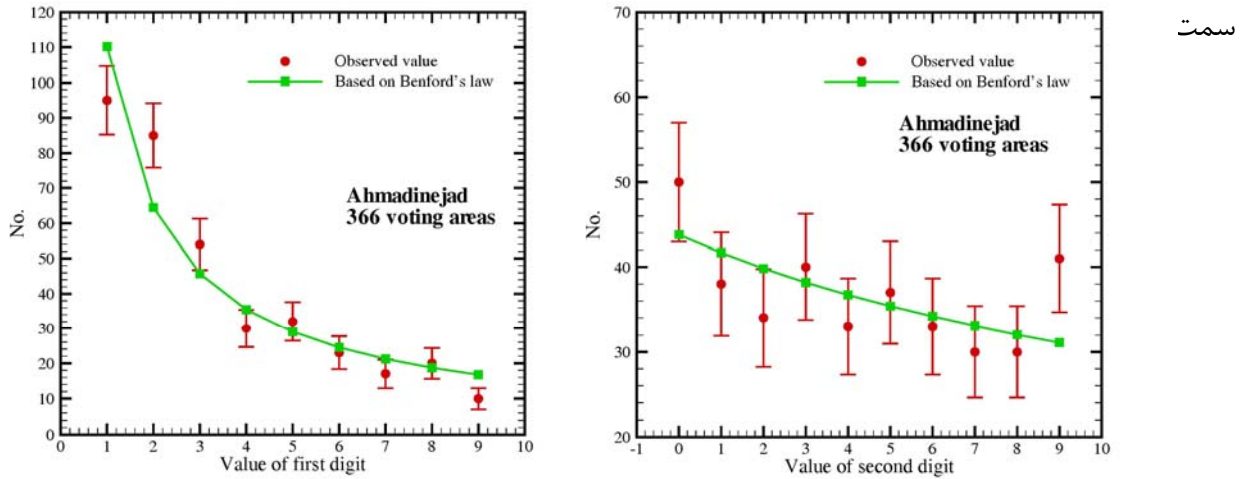 سمت
120
110
100
90
80
70
60
50
40
30
20
10
0
No.
Observed value
Based on Benford's law
Ahmadinejad
366 voting areas
0 1 2 3 4 5 6 7 8 9 10
Value of first digit
70
60
50
40
30
20
No.
Observed value
Based on Benford's law
Ahmadinejad
366 voting areas
-1 0 1 2 3 4 5 6 7 8 9 10
Value of second digit